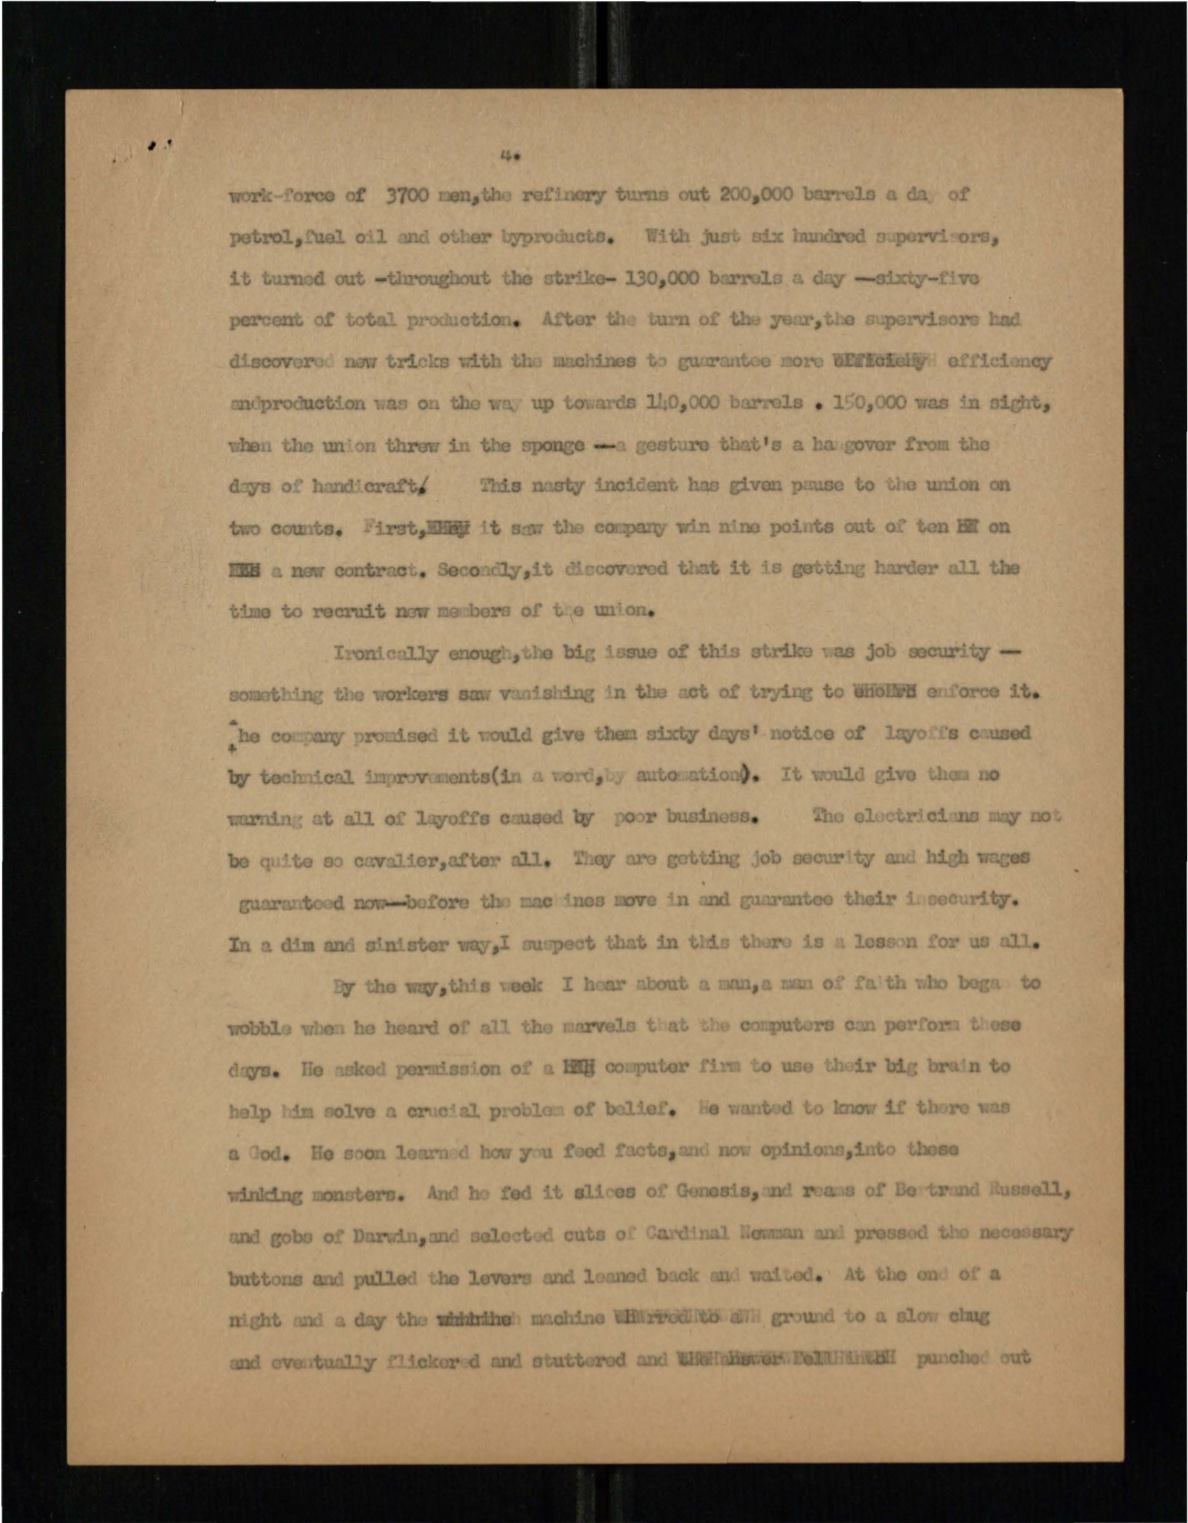 4.
work-force of 3700 men,the refinery turns out 200,000 barrels a day of
petrol,fuel oil and other byproducts. With just six hundred supervisors,
it turned out -throughout the strike- 130,000 barrels a day —sixty-five
percent of total production. After the turn of the year,the supervisors had
discovered new tricks with the machines to guarantee more efficiency
andproduction was on the way up towards 140,000 barrels . 150,000 was in sight,
when the union threw in the sponge —a gesture that's a hangover from the
days of handicraft. This nasty incident has given pause to the union on
two counts. First, it saw the company win nine points out of ten on
a new contract. Secondly,it discovered that it is getting harder all the
time to recruit new members of the union.
Ironically enough,the big issue of this strike was job security —
something the workers saw vanishing in the act of trying to enforce it.
The company promised it would give them sixty days' notice of layoffs caused
by technical improvements(in a word,by automation). It would give them no
warning at all of layoffs caused by poor business. The electricians may not
be quite so cavalier,after all. They are getting job security and high wages
guaranteed now—before the machines move in and guarantee their insecurity.
In a dim and sinister way,I suspect that in this there is a lesson for us all.
By the way,this week I hear about a man,a man of faith who began to
wobble when he heard of all the marvels that the computers can perform these
days. He asked permission of a computer firm to use their big brain to
help him solve a crucial problem of belief. He wanted to know if there was
a God. He soon learned how you feed facts,and now opinions,into these
winking monsters. And he fed it slices of Genesis,and reams of Bertrand Russell,
and gobs of Darwin,and selected cuts of Cardinal Newman and pressed the necessary
buttons and pulled the levers and leaned back and waited. At the end of a
night and a day the machine ground to a slow chug
and eventually flickered and stuttered and punched out